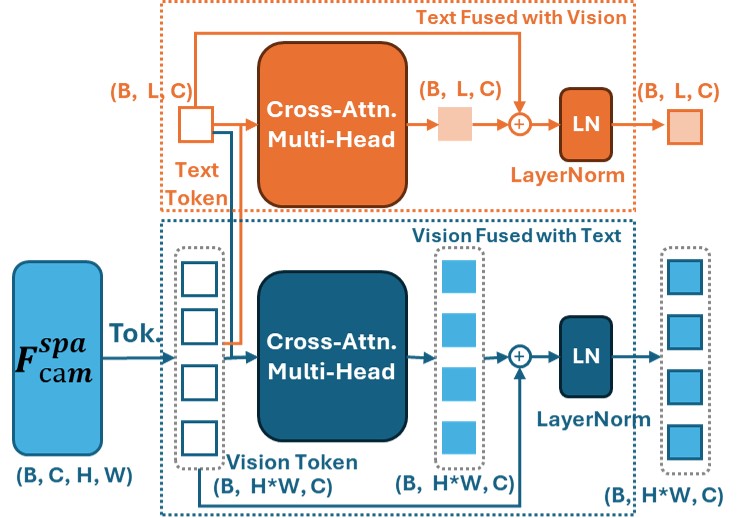 Text Fused with Vision
(B, L, C)
Cross-Attn.
Multi-Head
(B, L, C)
+
LN
(B, L, C)
Text
Token
LayerNorm
Vision Fused with Text
F spa cam
Tok.
Cross-Attn.
Multi-Head
+
LN
LayerNorm
(B, C, H, W)
Vision Token
(B, H*W, C)
(B, H*W, C)
(B, H*W, C)